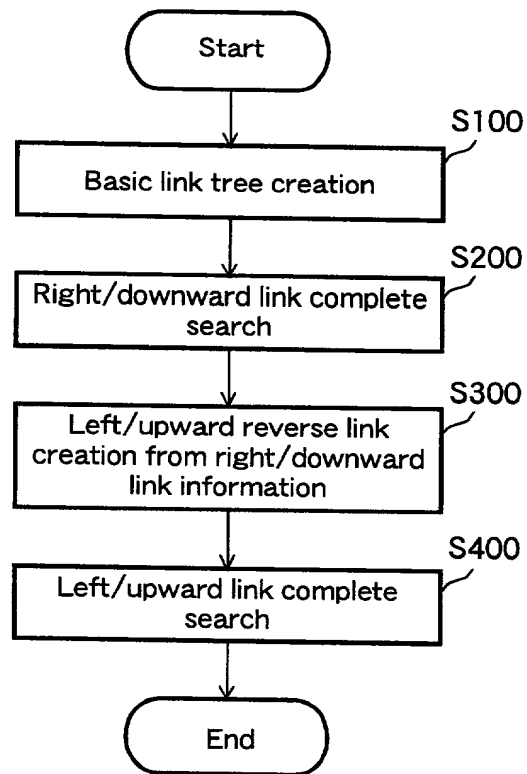 Start
S100
Basic link tree creation
S200
Right/downward link complete
search
S300
Left/upward reverse link
creation from right/downward
link information
S400
Left/upward link complete
search
End